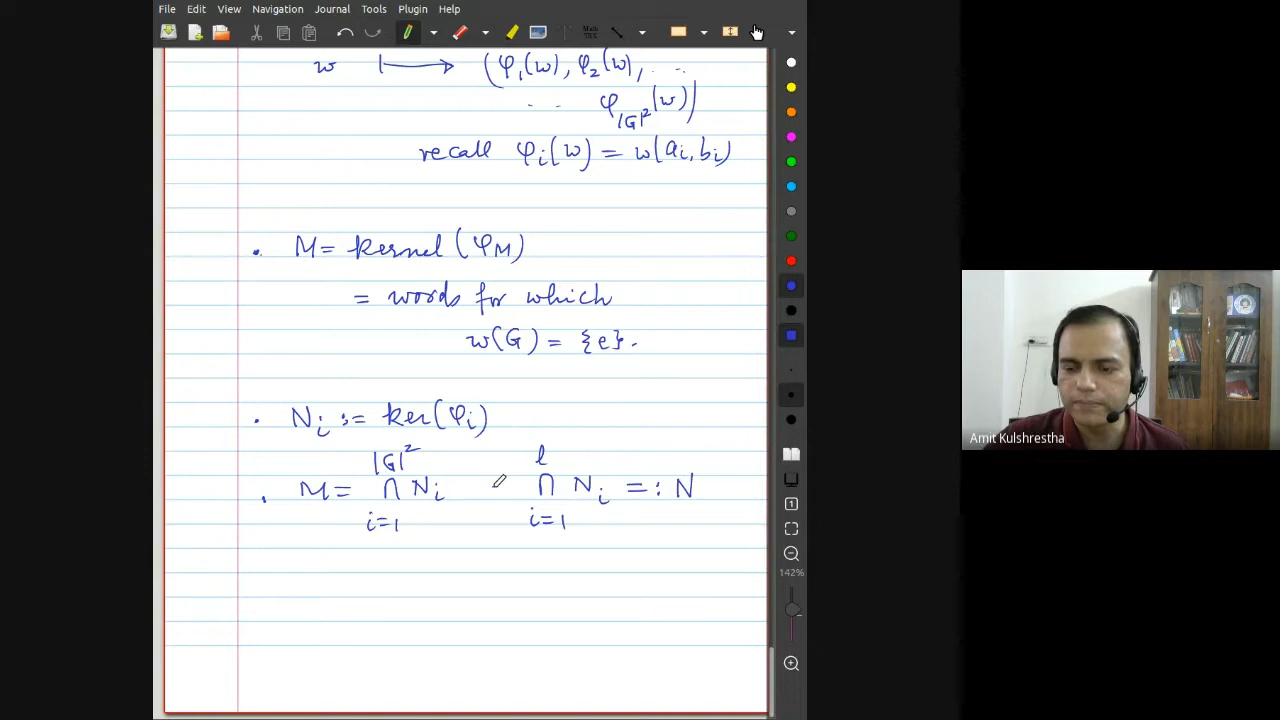 File Edit View Navigation Journal Tools Plugin Help
w ⟼ (φ₁(w), φ₂(w), ...
.. φ_{|G|²}(w))
recall φᵢ(w) = w(aᵢ, bᵢ)
. M = kernel (φ_M)
= words for which
w(G) = {e}.
. Nᵢ := ker(φᵢ)
. M = ⋂_{i=1}^{|G|²} Nᵢ ⋂_{i=1}^{l} Nᵢ =: N
142%
Amit Kulshrestha